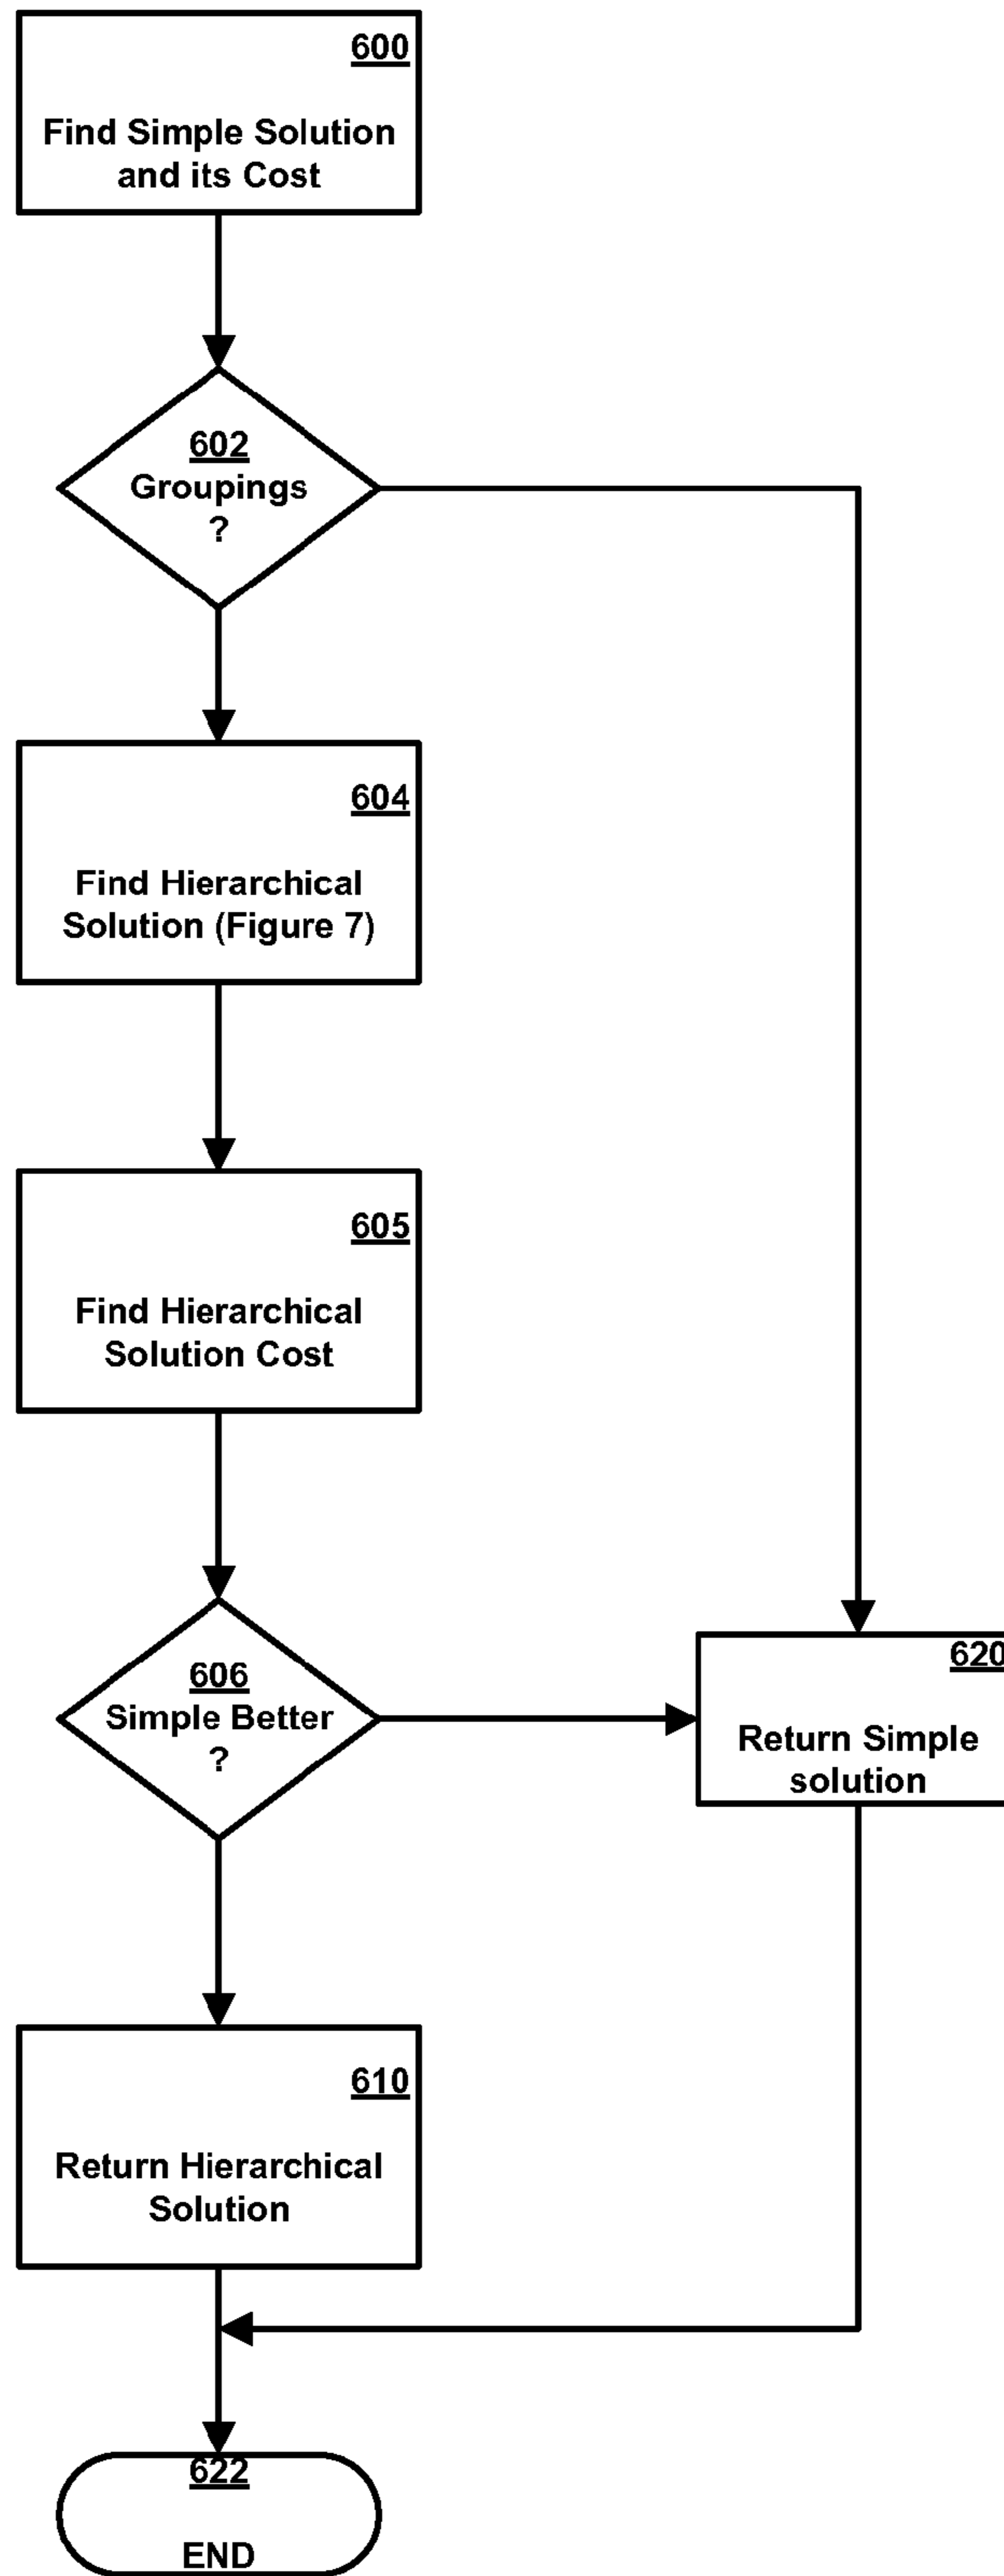 600
Find Simple Solution
and its Cost
602
Groupings
?
604
Find Hierarchical
Solution (Figure 7)
605
Find Hierarchical
Solution Cost
606
Simple Better
?
620
Return Simple
solution
610
Return Hierarchical
Solution
622
END